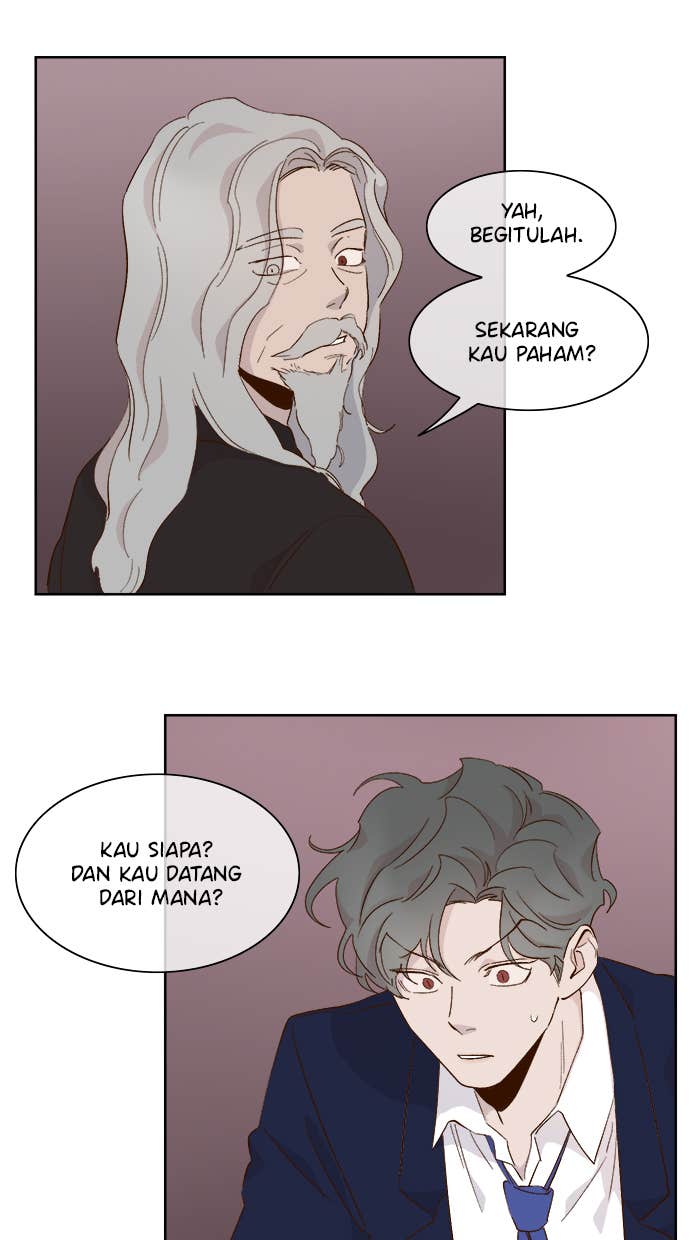 YAH,
BEGITULAH.
SEKARANG
KAU PAHAM?
KAU SIAPA?
DAN KAU DATANG
DARI MANA?